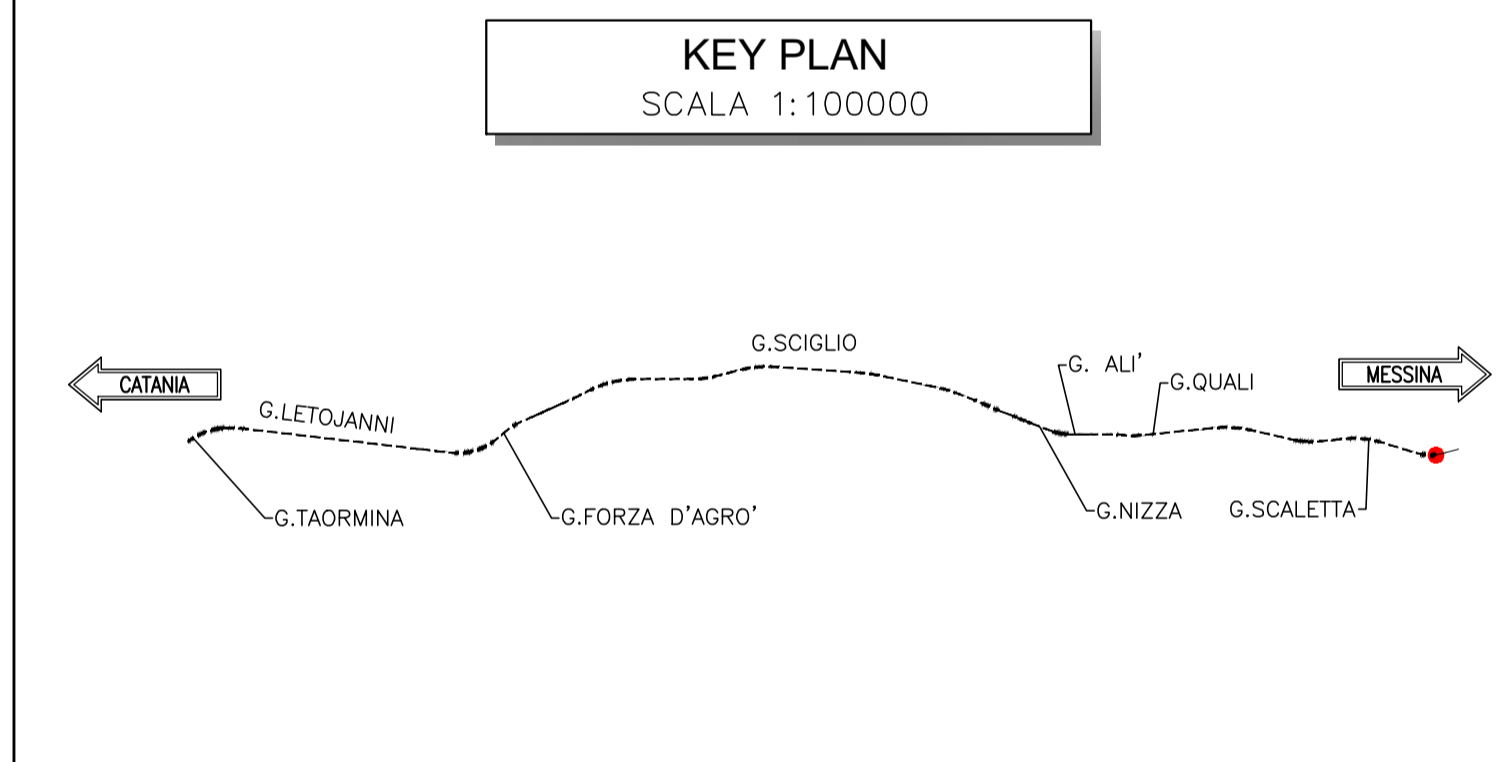 KEY PLAN
SCALA 1:100000
G.SCIGLIO
G. ALI'
G.QUALI
CATANIA
MESSINA
G.LETOJANNI
G.TAORMINA
G.FORZA D'AGRO'
G.NIZZA
G.SCALETTA